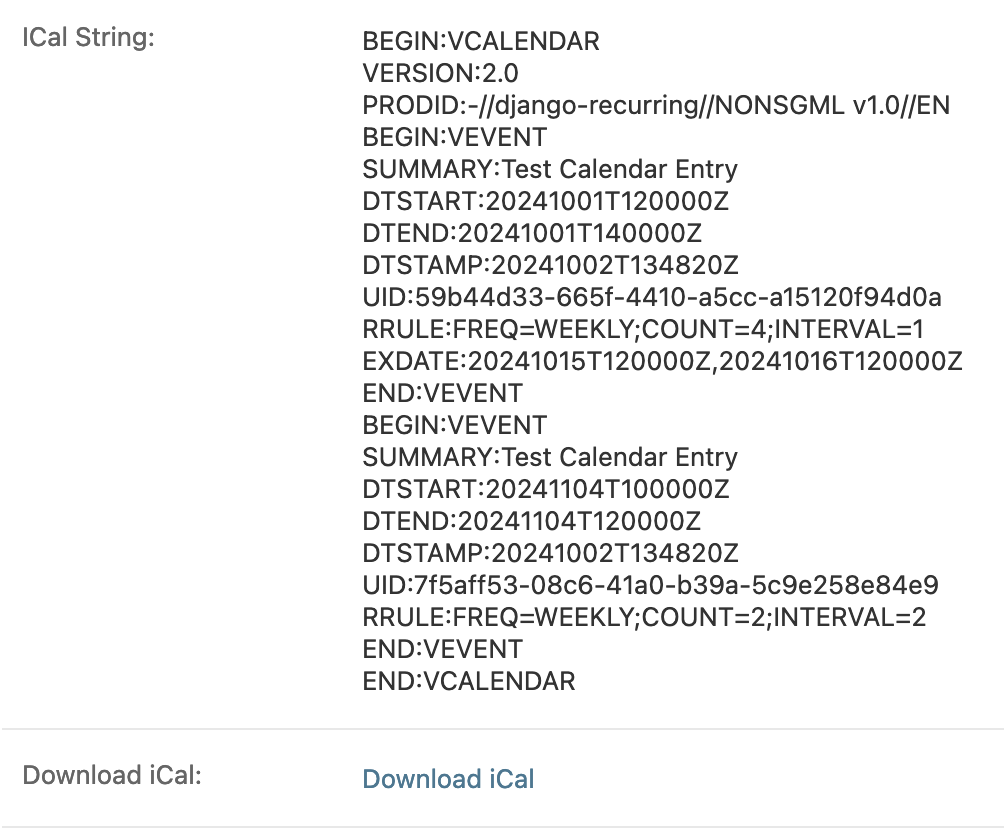 ICal String:
BEGIN:VCALENDAR
VERSION:2.0
PRODID:-//django-recurring//NONSGML v1.0//EN
BEGIN:VEVENT
SUMMARY:Test Calendar Entry
DTSTART:20241001T120000Z
DTEND:20241001T140000Z
DTSTAMP:20241002T134820Z
UID:59b44d33-665f-4410-a5cc-a15120f94d0a
RRULE:FREQ=WEEKLY;COUNT=4;INTERVAL=1
EXDATE:20241015T120000Z,20241016T120000Z
END:VEVENT
BEGIN:VEVENT
SUMMARY:Test Calendar Entry
DTSTART:20241104T100000Z
DTEND:20241104T120000Z
DTSTAMP:20241002T134820Z
UID:7f5aff53-08c6-41a0-b39a-5c9e258e84e9
RRULE:FREQ=WEEKLY;COUNT=2;INTERVAL=2
END:VEVENT
END:VCALENDAR
Download iCal:
Download iCal